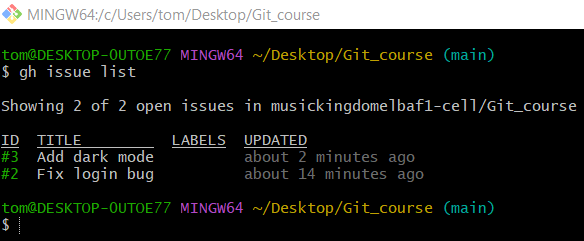 MINGW64:/c/Users/tom/Desktop/Git_course
tom@DESKTOP-OUTOE77 MINGW64 ~/Desktop/Git_course (main)
$ gh issue list
Showing 2 of 2 open issues in musickingdomelbaf1-cell/Git_course
ID TITLE LABELS UPDATED
#3 Add dark mode about 2 minutes ago
#2 Fix login bug about 14 minutes ago
tom@DESKTOP-OUTOE77 MINGW64 ~/Desktop/Git_course (main)
$